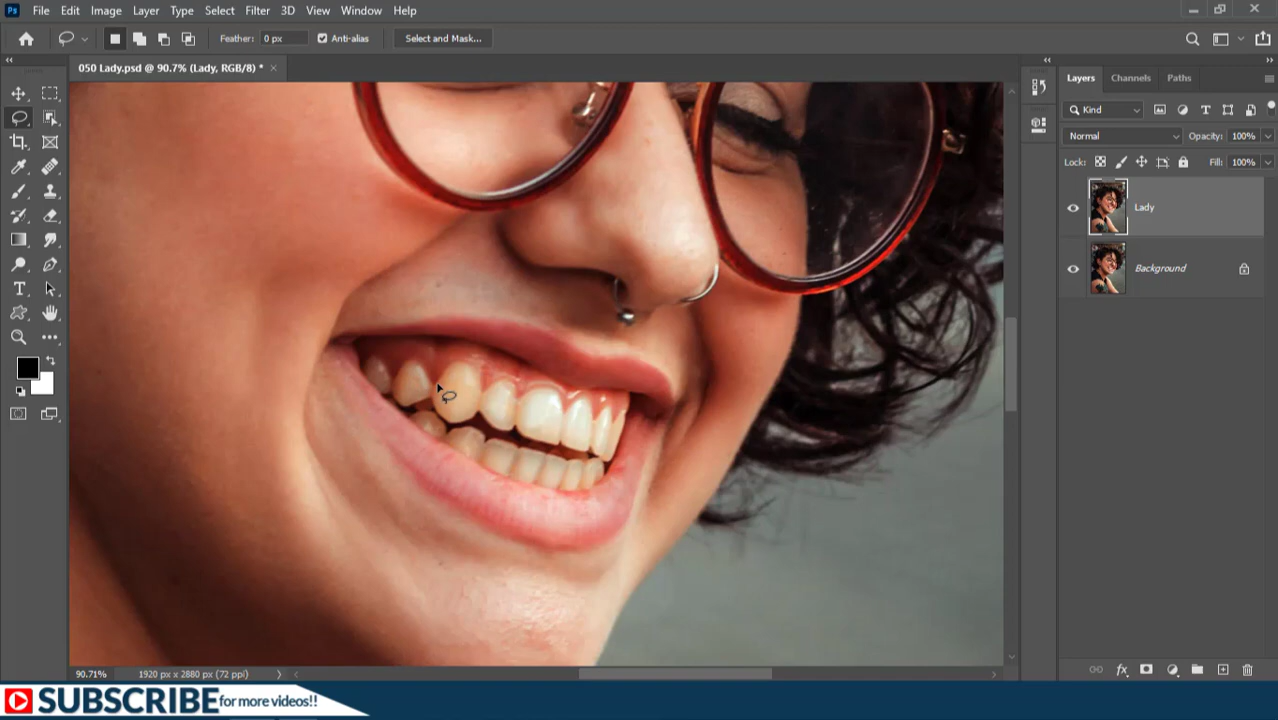 Ps File Edit Image Layer Type Select Filter 3D View Window Help
Feather: 0 px Anti-alias Select and Mask...
050 Lady.psd @ 90.7% (Lady, RGB/8) *
Layers Channels Paths
Kind
Normal Opacity: 100%
Lock: Fill: 100%
Lady
Background
90.71% 1920 px x 2880 px (72 ppi)
SUBSCRIBE for more videos!!